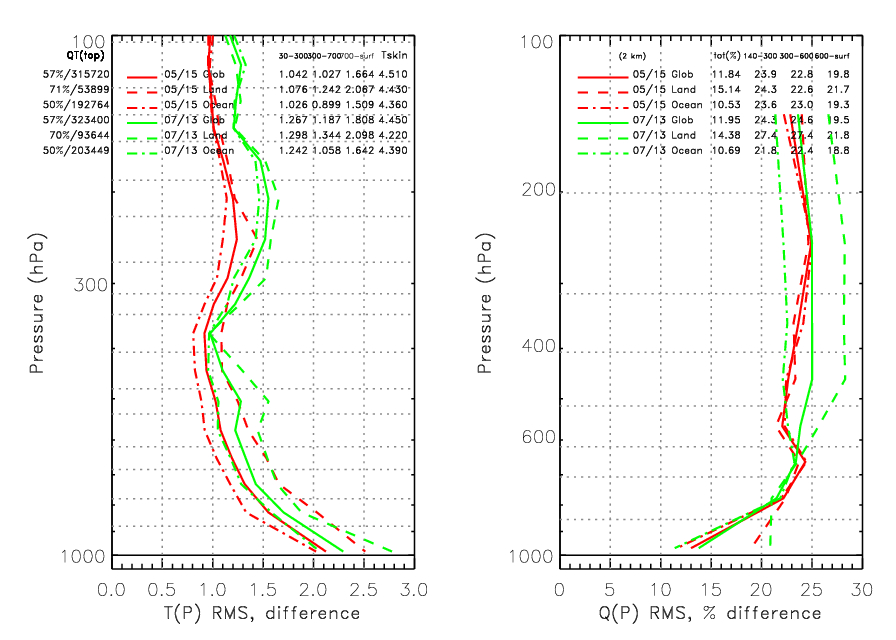 100
QT(top) 30-300 300-700 700-surf Tskin
57%/315720 05/15 Glob 1.042 1.027 1.664 4.510
71%/53899 05/15 Land 1.076 1.242 2.067 4.430
50%/192764 05/15 Ocean 1.026 0.899 1.509 4.360
57%/323400 07/13 Glob 1.267 1.187 1.808 4.450
70%/93644 07/13 Land 1.298 1.344 2.098 4.220
50%/203449 07/13 Ocean 1.242 1.058 1.642 4.390
300
1000
Pressure (hPa)
0.0 0.5 1.0 1.5 2.0 2.5 3.0
T(P) RMS, difference
100
(2 km) tot(%) 140-300 300-600 600-surf
05/15 Glob 11.84 23.9 22.8 19.8
05/15 Land 15.14 24.3 22.6 21.7
05/15 Ocean 10.53 23.6 23.0 19.3
07/13 Glob 11.95 24.3 24.6 19.5
07/13 Land 14.38 27.4 27.4 21.8
07/13 Ocean 10.69 21.8 22.4 18.8
200
400
600
1000
Pressure (hPa)
0 5 10 15 20 25 30
Q(P) RMS, % difference